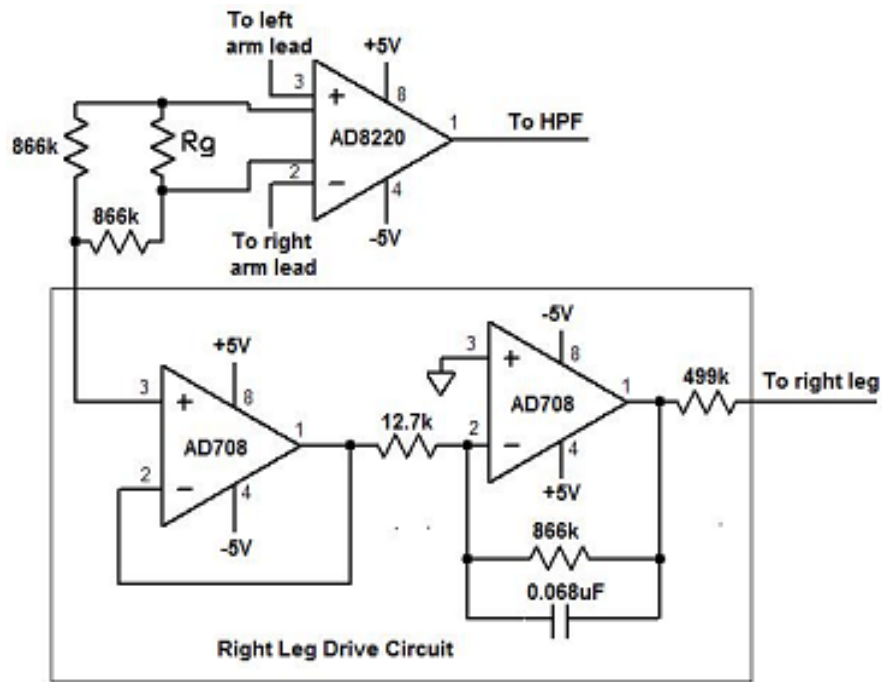 To left
arm lead
+5V
3
8
+
1
To HPF
AD8220
866k
Rg
2
−
4
866k
-5V
To right
arm lead
-5V
+5V
3
8
+
1
499k
To right leg
3
8
+
AD708
12.7k
1
2
AD708
−
4
2
−
4
+5V
-5V
866k
0.068uF
Right Leg Drive Circuit